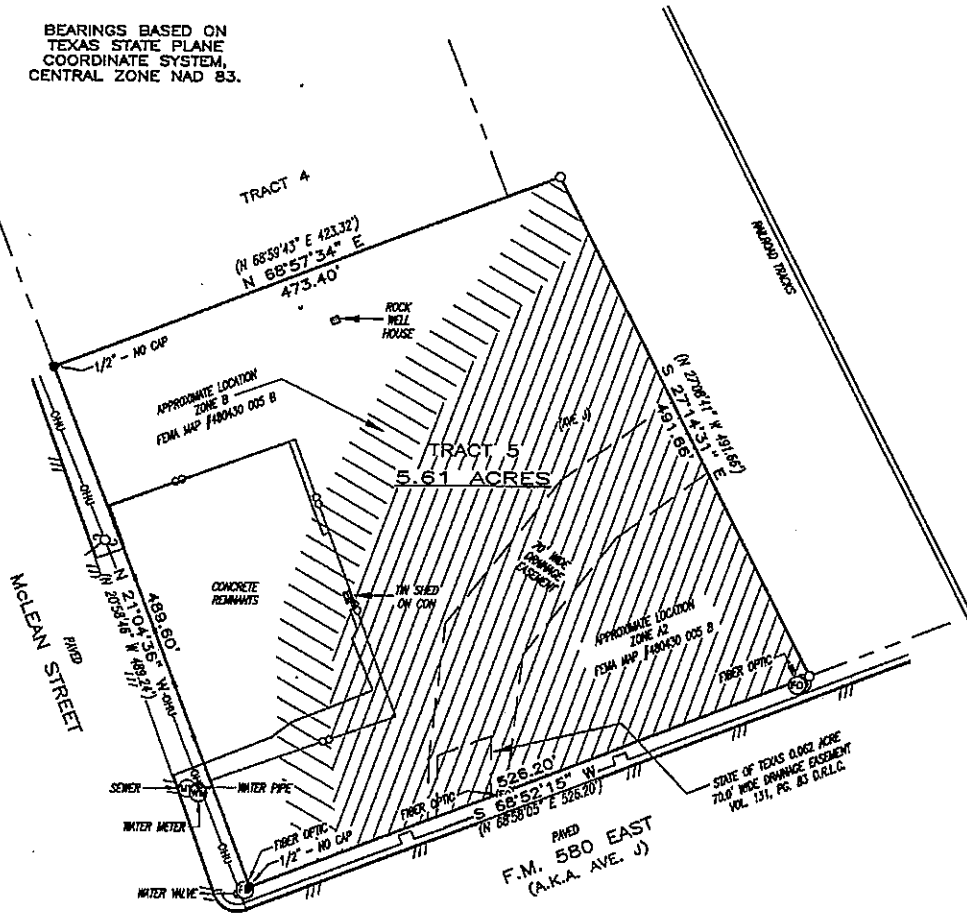 BEARINGS BASED ON
TEXAS STATE PLANE
COORDINATE SYSTEM,
CENTRAL ZONE NAD 83.
TRACT 4
(N 68°59'43" E 423.32')
N 68°57'34" E
473.40'
RAILROAD TRACKS
ROCK
WELL
HOUSE
1/2" - NO CAP
APPROXIMATE LOCATION
ZONE B
FEMA MAP #480430 005 B
(AVE J)
(N 27°08'41" W 491.66')
S 27°14'31" E
491.66'
TRACT 5
5.61 ACRES
OHU
OHU
70' WIDE
DRAINAGE
EASEMENT
CONCRETE
REMNANTS
TIN SHED
ON CON
489.60'
N 21°04'36" W
(N 20°58'46" W 489.24')
OHU
OHU
McLEAN STREET
PAVED
APPROXIMATE LOCATION
ZONE A2
FEMA MAP #480430 005 B
FIBER OPTIC
FO
SEWER
WATER PIPE
WATER METER
FIBER OPTIC
526.20'
S 68°52'15" W
(N 68°58'05" E 526.20')
STATE OF TEXAS 0.062 ACRE
70.0' WIDE DRAINAGE EASEMENT
VOL 131, PG. 83 D.R.L.C.
FIBER OPTIC
1/2" - NO CAP
OHU
WATER VALVE
PAVED
F.M. 580 EAST
(A.K.A. AVE. J)